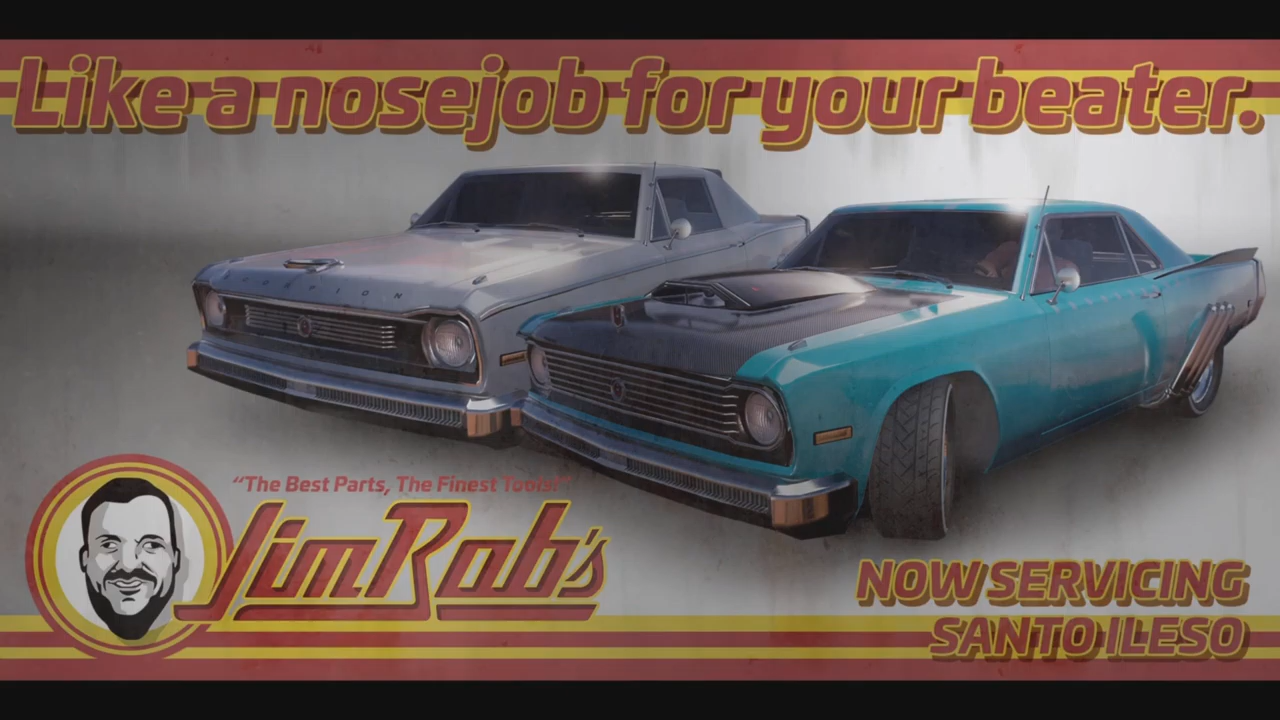 Like a nosejob for your beater.
"The Best Parts, The Finest Tools!"
JimRob's
NOW SERVICING
SANTO ILESO